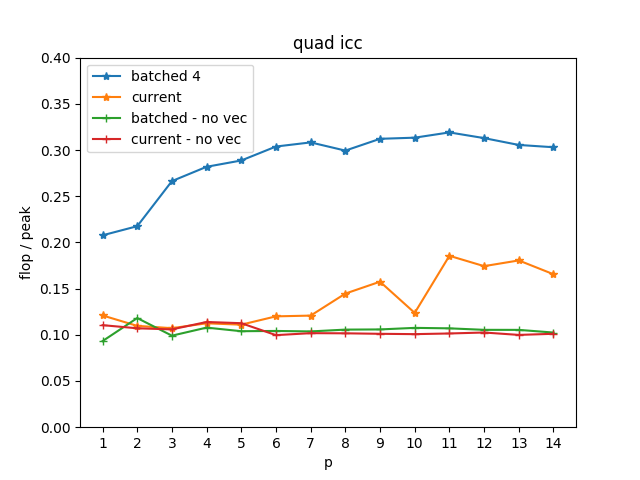 quad icc
0.40
0.35
0.30
0.25
0.20
0.15
0.10
0.05
0.00
flop / peak
batched 4
current
batched - no vec
current - no vec
1 2 3 4 5 6 7 8 9 10 11 12 13 14
p